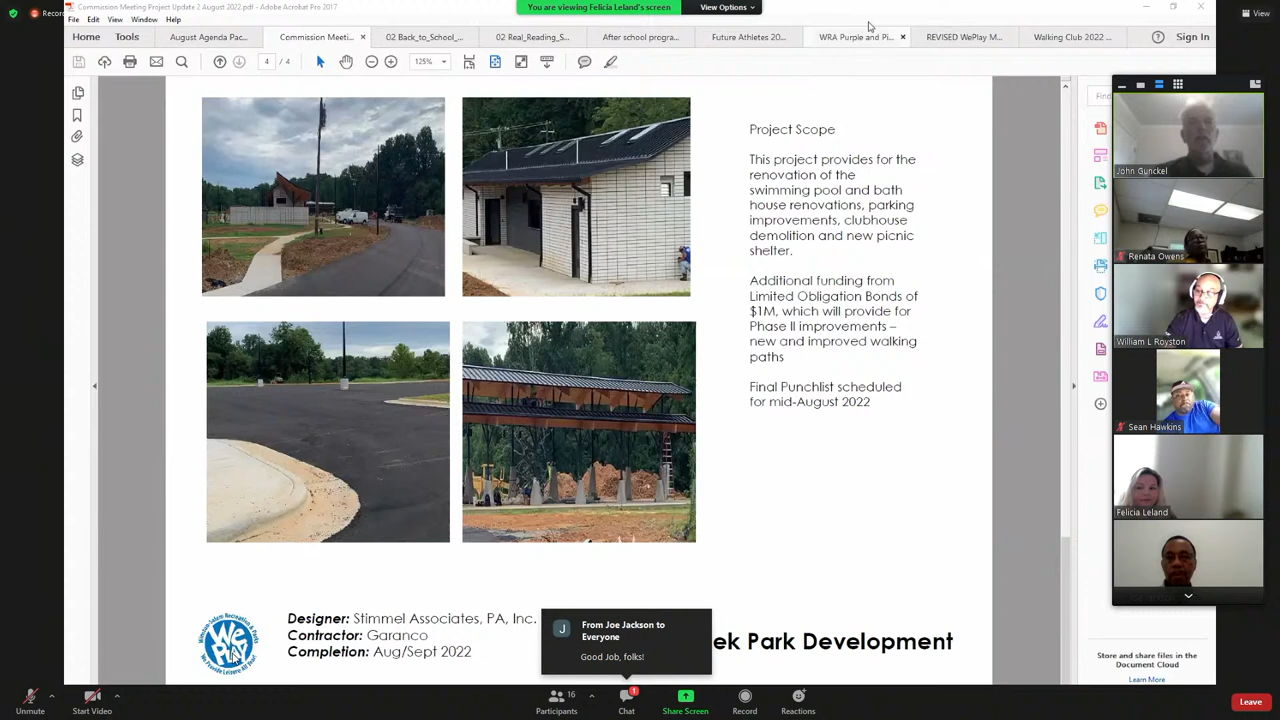 Recor
You are viewing Felicia Leland's screen
View Options
View
Commission Meeting Project Update 2 August 2022.pdf - Adobe Acrobat Pro 2017
File Edit View Window Help
Home Tools August Agenda Pac... Commission Meeti... × 02 Back_to_School_... 02 Real_Reading_S... After school progra... Future Athletes 20... WRA Purple and Pi... × REVISED WePlay M... Walking Club 2022 ... Sign In
4 / 4 125%
Find
Project Scope
This project provides for the
renovation of the
swimming pool and bath
house renovations, parking
improvements, clubhouse
demolition and new picnic
shelter.
Additional funding from
Limited Obligation Bonds of
$1M, which will provide for
Phase II improvements –
new and improved walking
paths
Final Punchlist scheduled
for mid-August 2022
John Gynckel
Renata Owens
William L Royston
Sean Hawkins
Felicia Leland
Designer: Stimmel Associates, PA, Inc.
Contractor: Garanco
Completion: Aug/Sept 2022
We
PLAY
ek Park Development
J
From Joe Jackson to
Everyone
Good Job, folks!
Store and share files in the
Document Cloud
Learn More
Unmute
Start Video
Participants 16
Chat 1
Share Screen
Record
Reactions
Leave